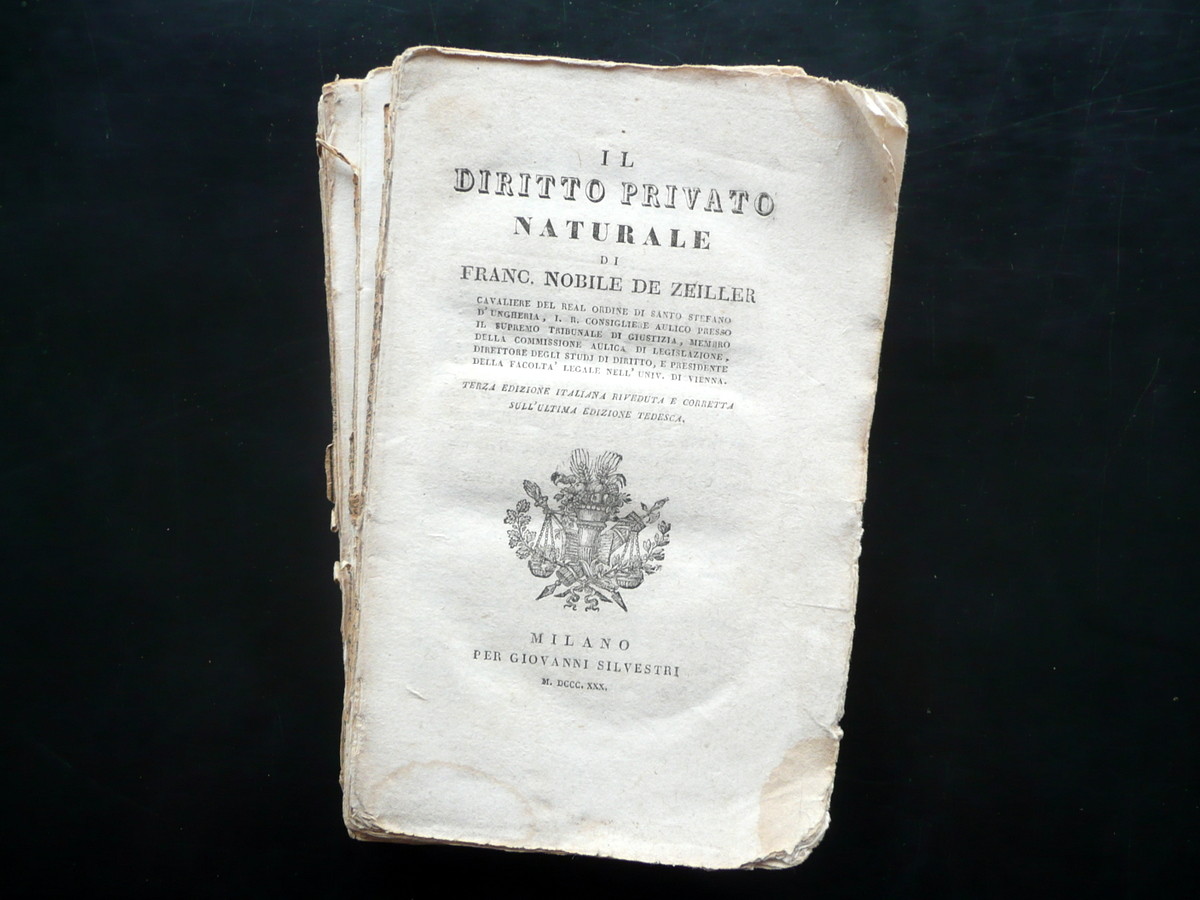 IL
DIRITTO PRIVATO
NATURALE
DI
FRANC. NOBILE DE ZEILLER
CAVALIERE DEL REAL ORDINE DI SANTO STEFANO
D'UNGHERIA, I. R. CONSIGLIERE AULICO PRESSO
IL SUPREMO TRIBUNALE DI GIUSTIZIA, MEMBRO
DELLA COMMISSIONE AULICA DI LEGISLAZIONE,
DIRETTORE DEGLI STUDJ DI DIRITTO, E PRESIDENTE
DELLA FACOLTA' LEGALE NELL' UNIV. DI VIENNA.
TERZA EDIZIONE ITALIANA RIVEDUTA E CORRETTA
SULL'ULTIMA EDIZIONE TEDESCA.
MILANO
PER GIOVANNI SILVESTRI
M. DCCC. XXX.